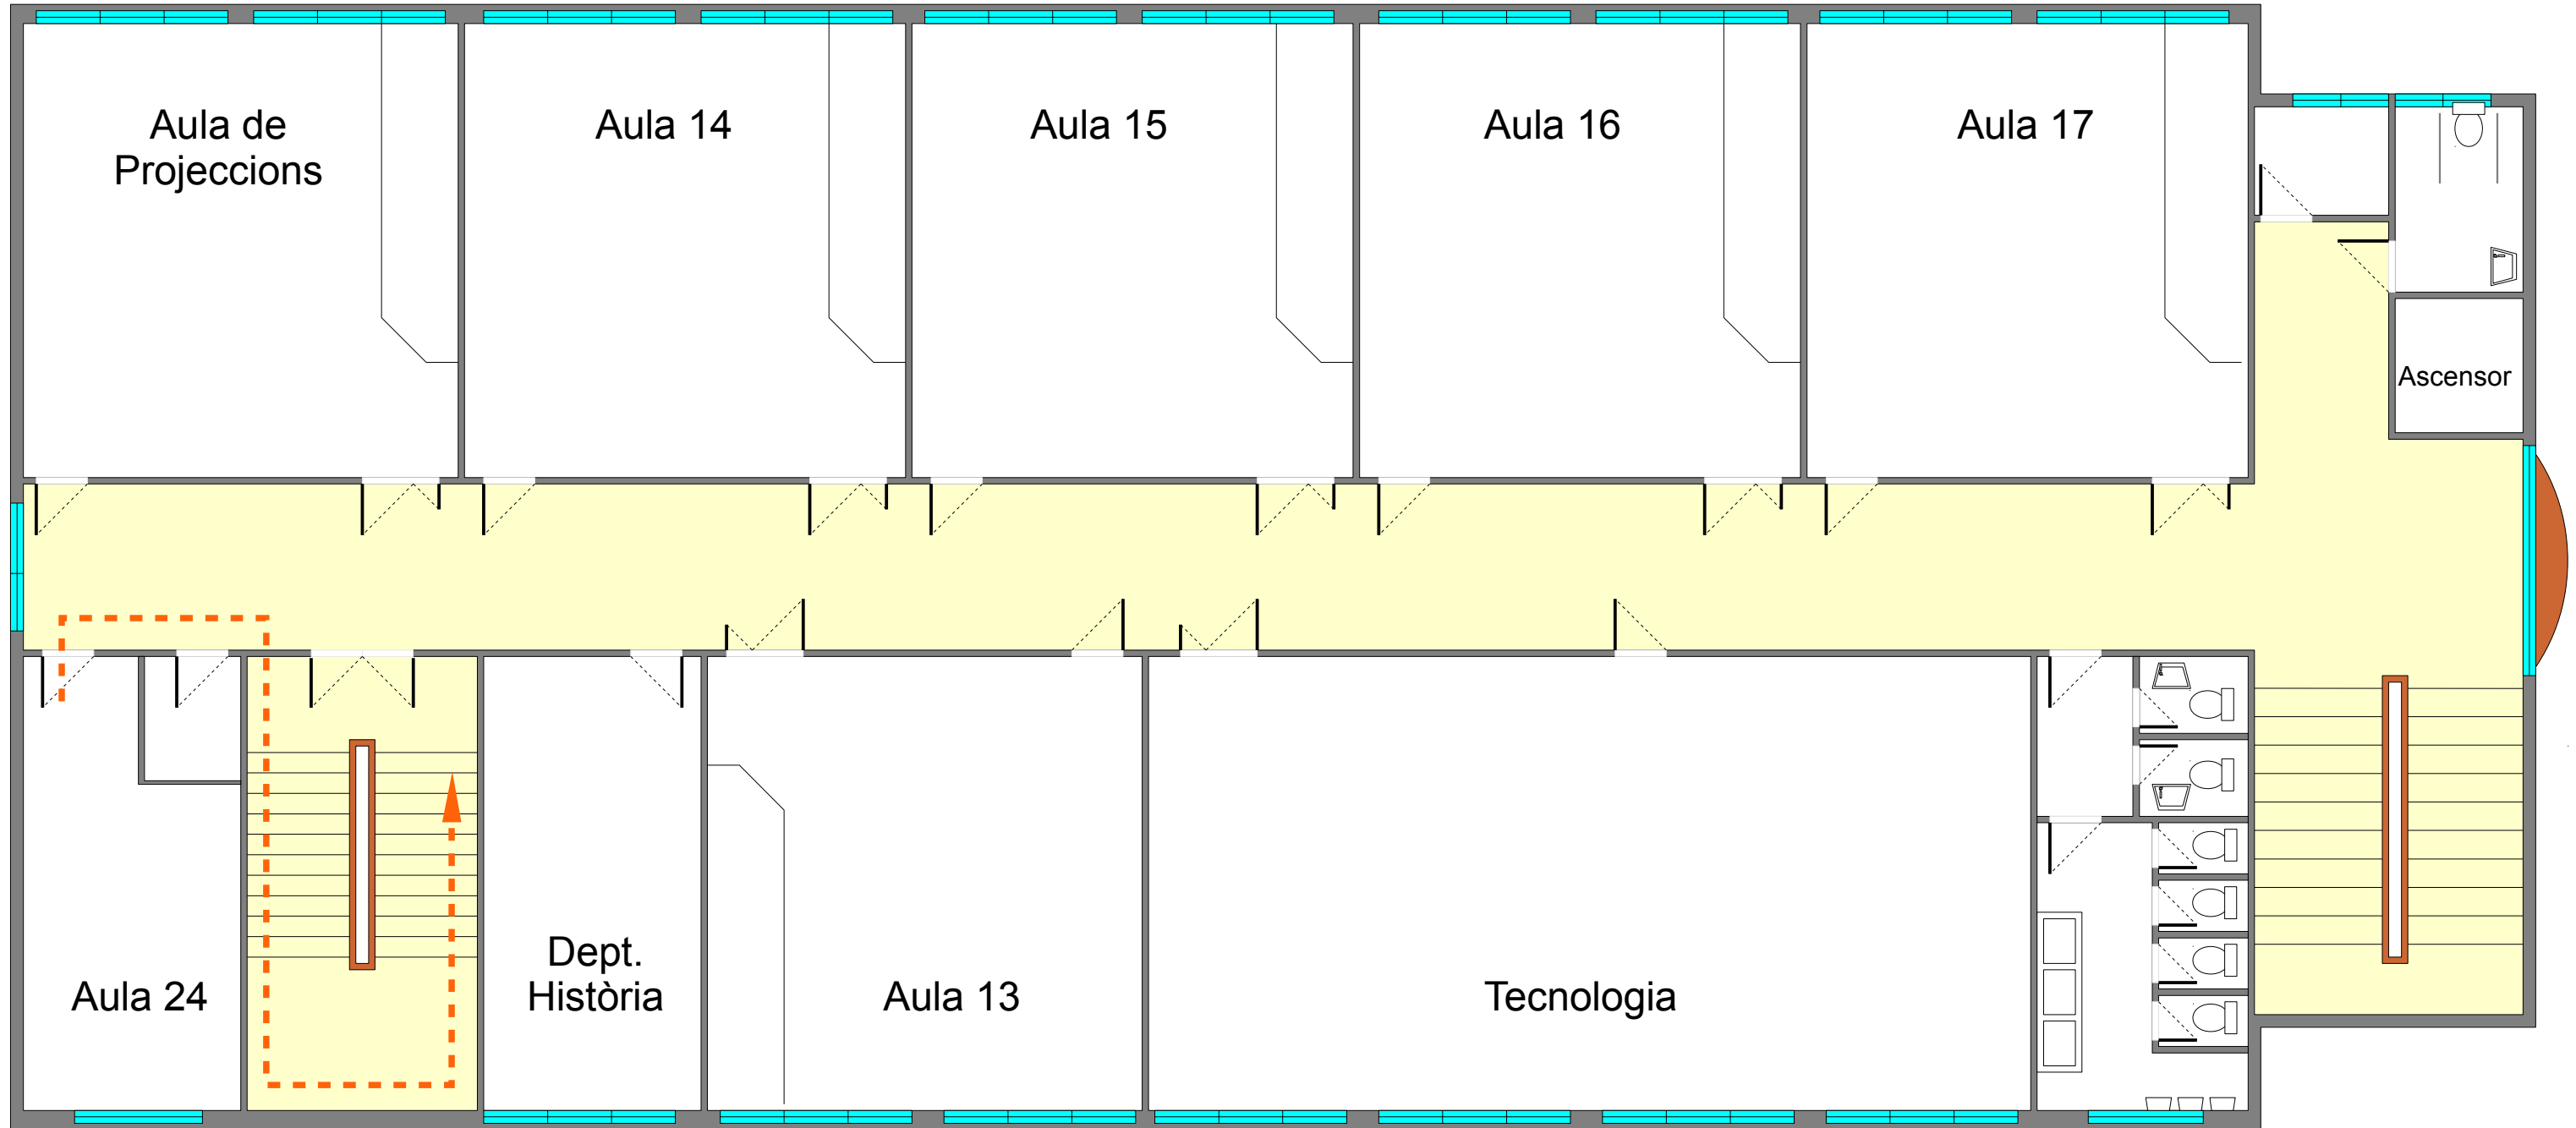 Aula de
Projeccions
Aula 14
Aula 15
Aula 16
Aula 17
Ascensor
Aula 24
Dept.
Història
Aula 13
Tecnologia